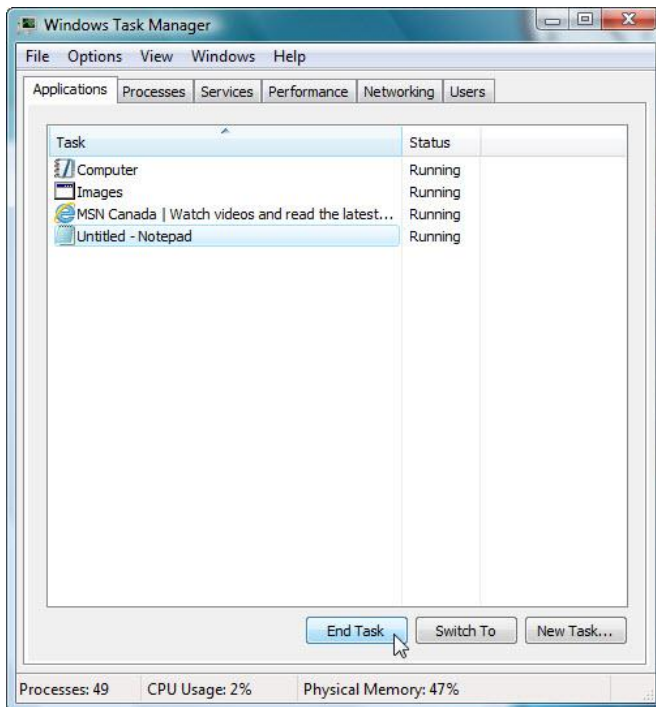 Windows Task Manager
File Options View Windows Help
Applications Processes Services Performance Networking Users
Task Status
Computer Running
Images Running
MSN Canada | Watch videos and read the latest... Running
Untitled - Notepad Running
End Task Switch To New Task...
Processes: 49 CPU Usage: 2% Physical Memory: 47%